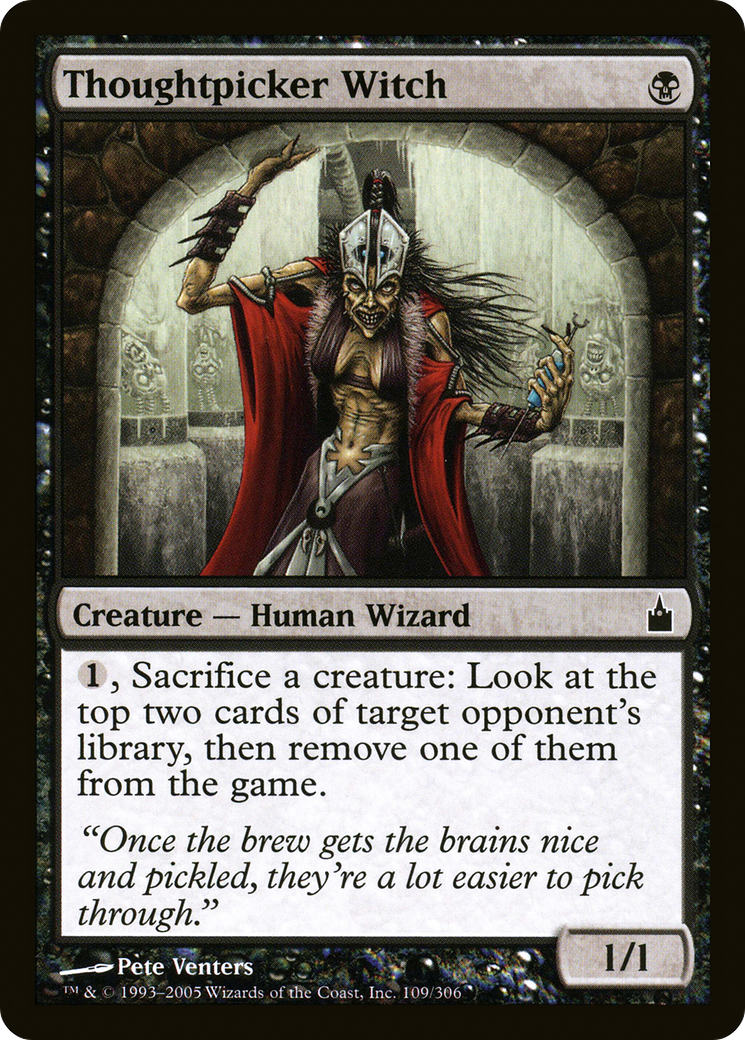 Thoughtpicker Witch
Creature — Human Wizard
1, Sacrifice a creature: Look at the
top two cards of target opponent's
library, then remove one of them
from the game.
“Once the brew gets the brains nice
and pickled, they're a lot easier to pick
through.”
1/1
Pete Venters
™ & © 1993–2005 Wizards of the Coast, Inc. 109/306